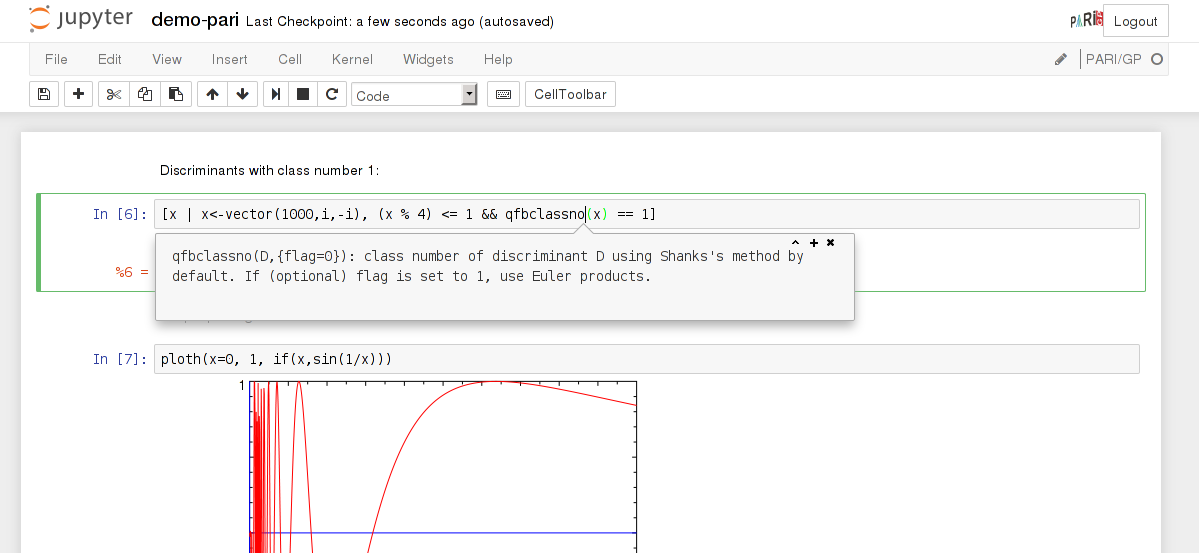 jupyter demo-pari Last Checkpoint: a few seconds ago (autosaved) PARI Logout
File Edit View Insert Cell Kernel Widgets Help PARI/GP
Code CellToolbar
Discriminants with class number 1:
In [6]: [x | x<-vector(1000,i,-i), (x % 4) <= 1 && qfbclassno(x) == 1]
qfbclassno(D,{flag=0}): class number of discriminant D using Shanks's method by
%6 =
default. If (optional) flag is set to 1, use Euler products.
In [7]: ploth(x=0, 1, if(x,sin(1/x)))
1